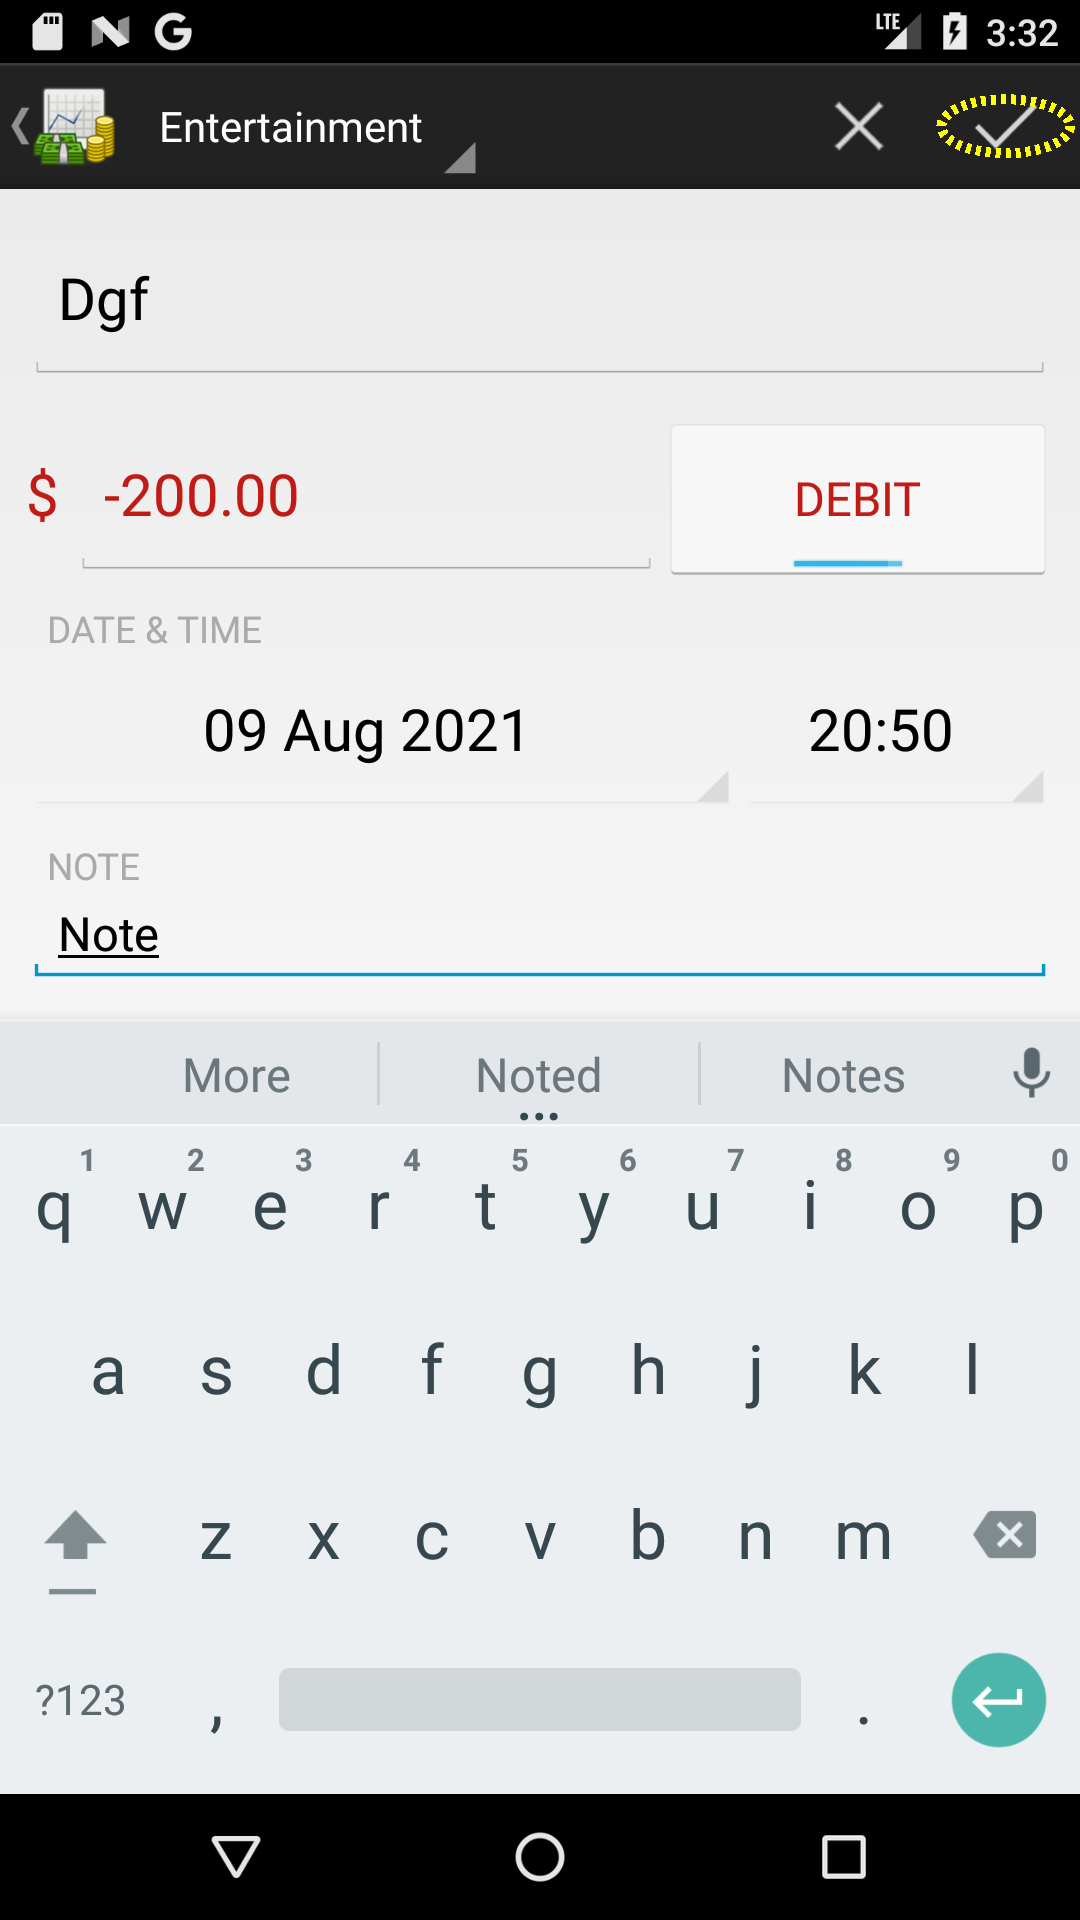 LTE 3:32
Entertainment
Dgf
$ -200.00 DEBIT
DATE & TIME
09 Aug 2021 20:50
NOTE
Note
More Noted Notes
1 2 3 4 5 6 7 8 9 0
q w e r t y u i o p
a s d f g h j k l
z x c v b n m
?123 , .